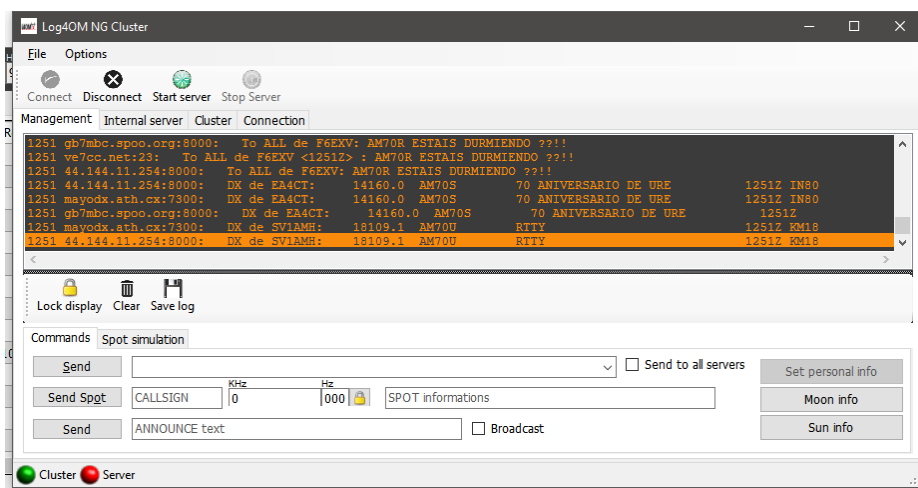 Log4OM NG Cluster
File Options
Connect Disconnect Start server Stop Server
Management Internal server Cluster Connection
1251 gb7mbc.spoo.org:8000: To ALL de F6EXV: AM70R ESTAIS DURMIENDO ??!!
1251 ve7cc.net:23: To ALL de F6EXV <1251Z> : AM70R ESTAIS DURMIENDO ??!!
1251 44.144.11.254:8000: To ALL de F6EXV: AM70R ESTAIS DURMIENDO ??!!
1251 44.144.11.254:8000: DX de EA4CT: 14160.0 AM70S 70 ANIVERSARIO DE URE 1251Z IN80
1251 mayodx.ath.cx:7300: DX de EA4CT: 14160.0 AM70S 70 ANIVERSARIO DE URE 1251Z IN80
1251 gb7mbc.spoo.org:8000: DX de EA4CT: 14160.0 AM70S 70 ANIVERSARIO DE URE 1251Z
1251 mayodx.ath.cx:7300: DX de SV1AMH: 18109.1 AM70U RTTY 1251Z KM18
1251 44.144.11.254:8000: DX de SV1AMH: 18109.1 AM70U RTTY 1251Z KM18
Lock display Clear Save log
Commands Spot simulation
Send Send to all servers Set personal info
KHz Hz
Send Spot CALLSIGN 0 000 SPOT informations Moon info
Send ANNOUNCE text Broadcast Sun info
Cluster Server